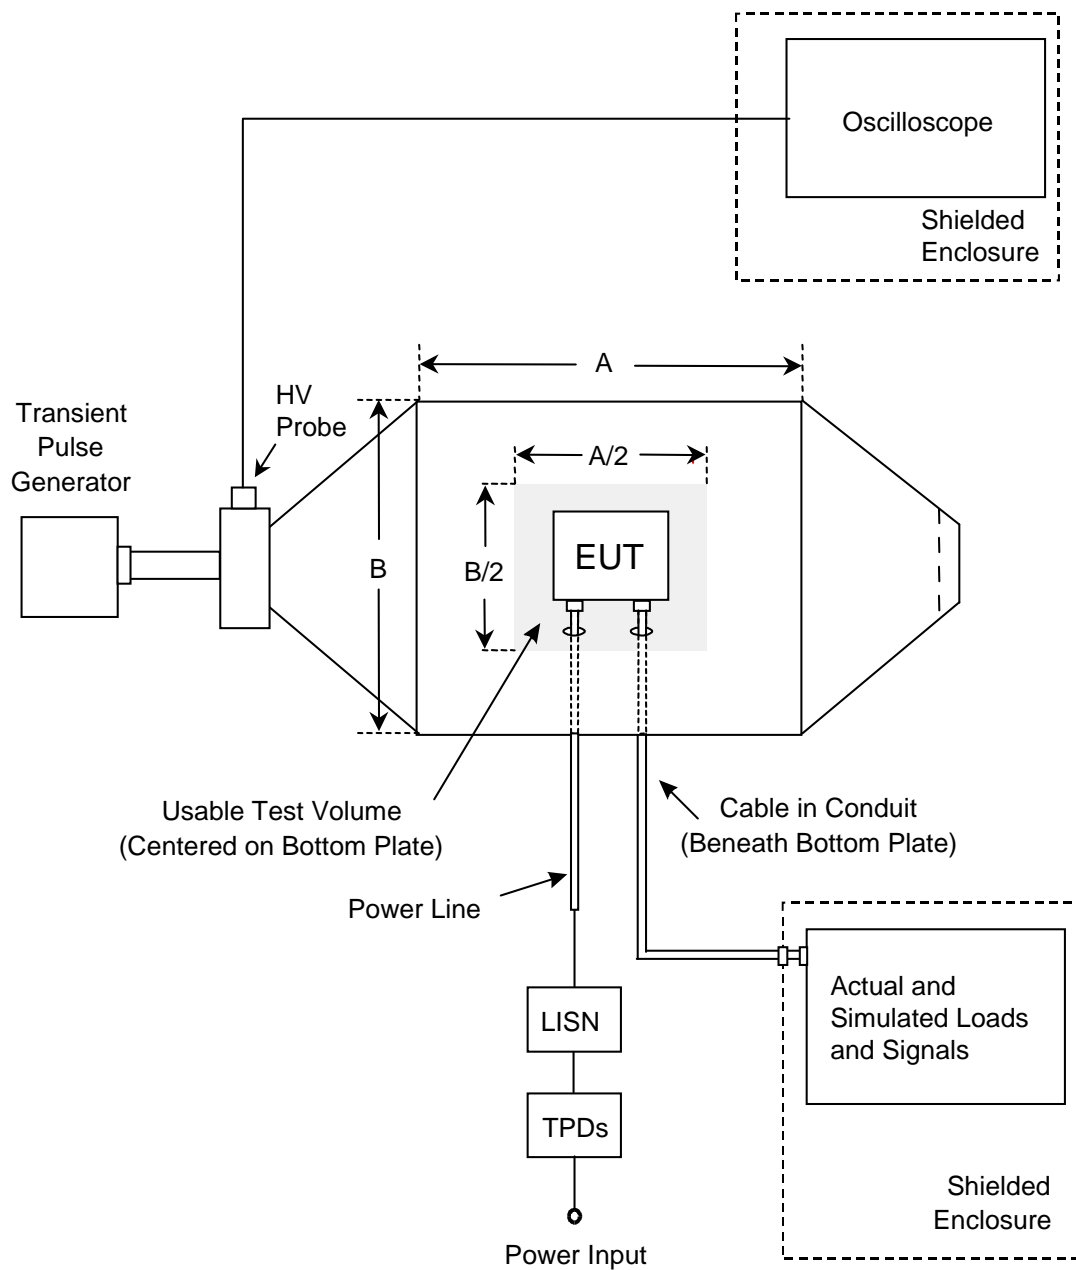 Oscilloscope
Shielded
Enclosure
A
HV
Probe
Transient
Pulse
Generator
A/2
B
B/2
EUT
Usable Test Volume
(Centered on Bottom Plate)
Cable in Conduit
(Beneath Bottom Plate)
Power Line
LISN
Actual and
Simulated Loads
and Signals
TPDs
Shielded
Enclosure
Power Input